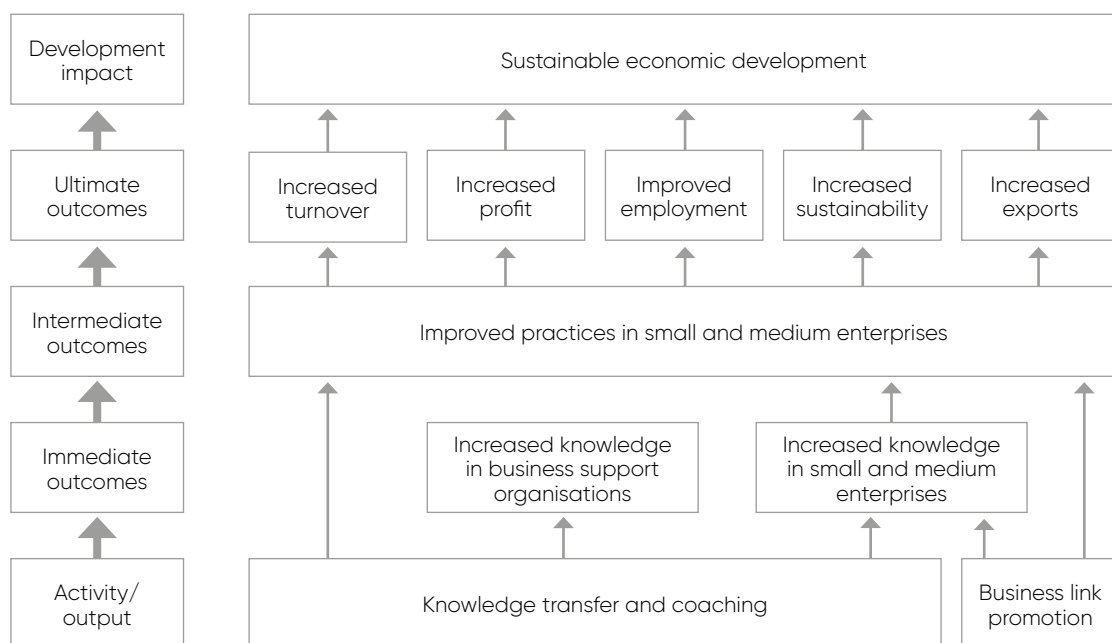 Development
impact
Sustainable economic development
Ultimate
outcomes
Increased
turnover
Increased
profit
Improved
employment
Increased
sustainability
Increased
exports
Intermediate
outcomes
Improved practices in small and medium enterprises
Immediate
outcomes
Increased knowledge
in business support
organisations
Increased knowledge
in small and medium
enterprises
Activity/
output
Knowledge transfer and coaching
Business link
promotion